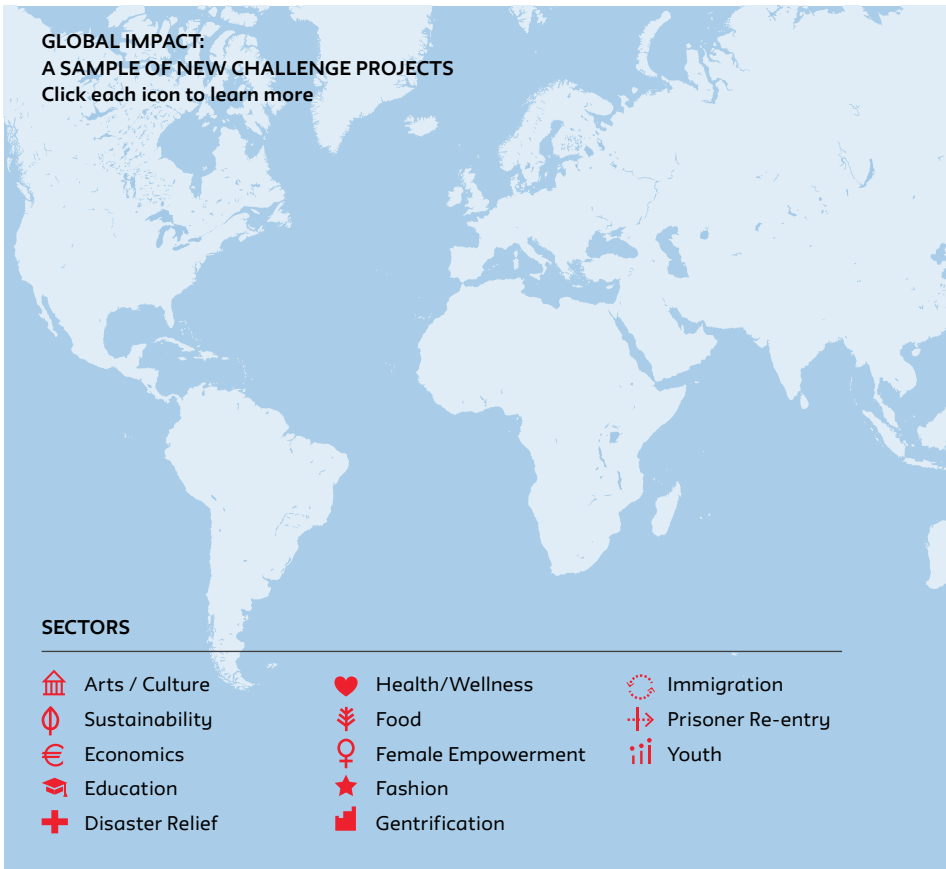 GLOBAL IMPACT:
A SAMPLE OF NEW CHALLENGE PROJECTS
Click each icon to learn more
SECTORS
Arts / Culture
Sustainability
Economics
Education
Disaster Relief
Health/Wellness
Food
Female Empowerment
Fashion
Gentrification
Immigration
Prisoner Re-entry
Youth